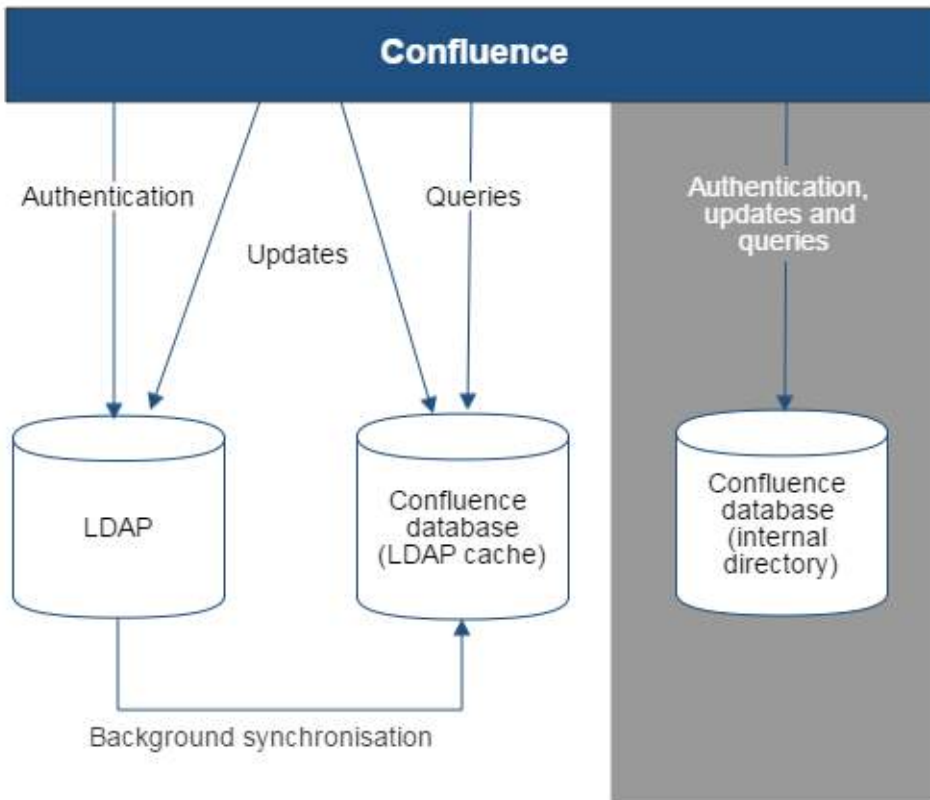 Confluence
Authentication
Queries
Updates
Authentication,
updates and
queries
LDAP
Confluence
database
(LDAP cache)
Confluence
database
(internal
directory)
Background synchronisation